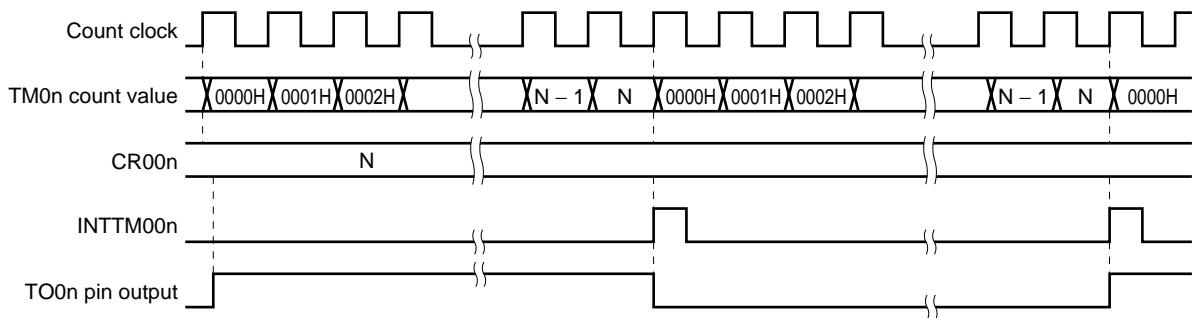 Count clock
TM0n count value 0000H 0001H 0002H N – 1 N 0000H 0001H 0002H N – 1 N 0000H
CR00n N
INTTM00n
TO0n pin output